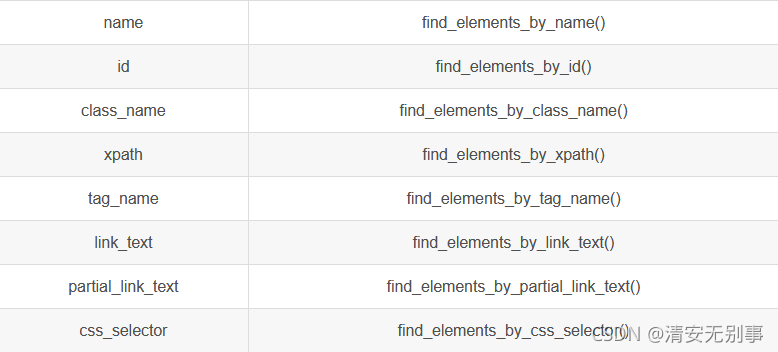 name find_elements_by_name()
id find_elements_by_id()
class_name find_elements_by_class_name()
xpath find_elements_by_xpath()
tag_name find_elements_by_tag_name()
link_text find_elements_by_link_text()
partial_link_text find_elements_by_partial_link_text()
css_selector find_elements_by_css_selector()
CSDN @清安无别事